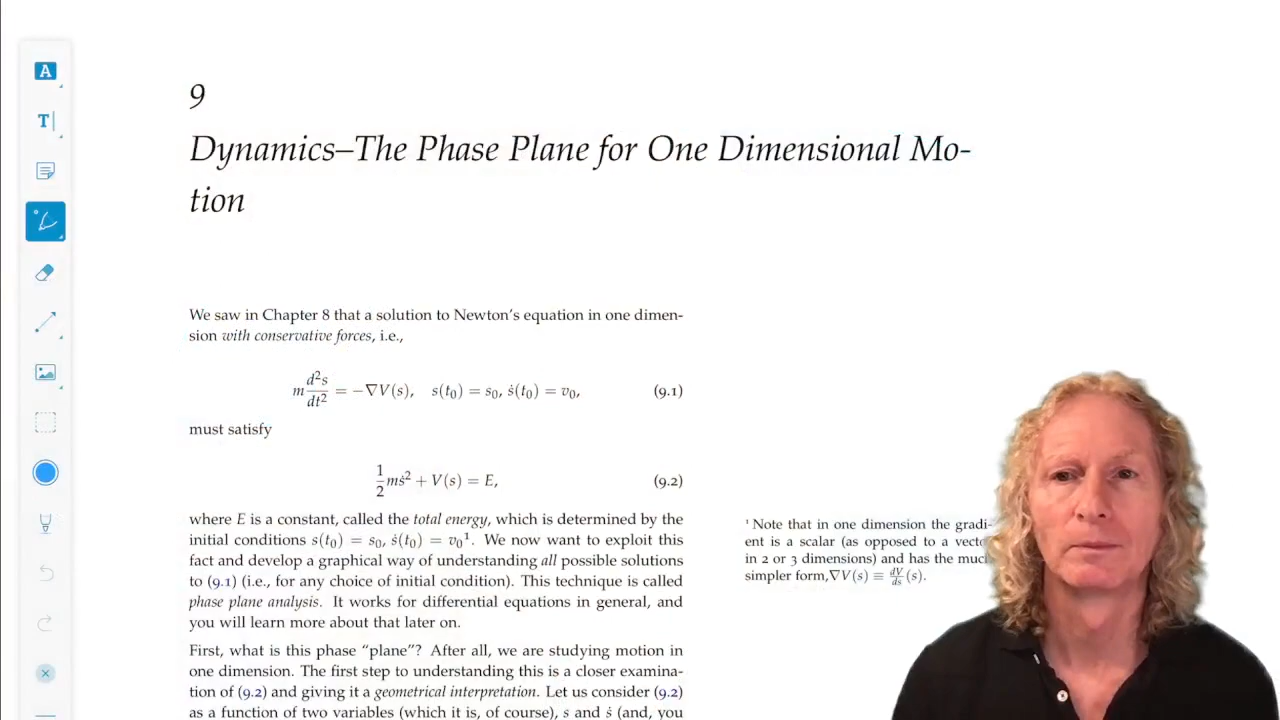 A
T
9
Dynamics–The Phase Plane for One Dimensional Mo-
tion
We saw in Chapter 8 that a solution to Newton's equation in one dimen-
sion with conservative forces, i.e.,
m d²s/dt² = −∇V(s), s(t₀) = s₀, ṡ(t₀) = v₀, (9.1)
must satisfy
1/2 mṡ² + V(s) = E, (9.2)
where E is a constant, called the total energy, which is determined by the
initial conditions s(t₀) = s₀, ṡ(t₀) = v₀¹. We now want to exploit this
fact and develop a graphical way of understanding all possible solutions
to (9.1) (i.e., for any choice of initial condition). This technique is called
phase plane analysis. It works for differential equations in general, and
you will learn more about that later on.
First, what is this phase “plane”? After all, we are studying motion in
one dimension. The first step to understanding this is a closer examina-
tion of (9.2) and giving it a geometrical interpretation. Let us consider (9.2)
as a function of two variables (which it is, of course), s and ṡ (and, you
¹ Note that in one dimension the gradi-
ent is a scalar (as opposed to a vecto
in 2 or 3 dimensions) and has the muc
simpler form,∇V(s) ≡ dV/ds (s).